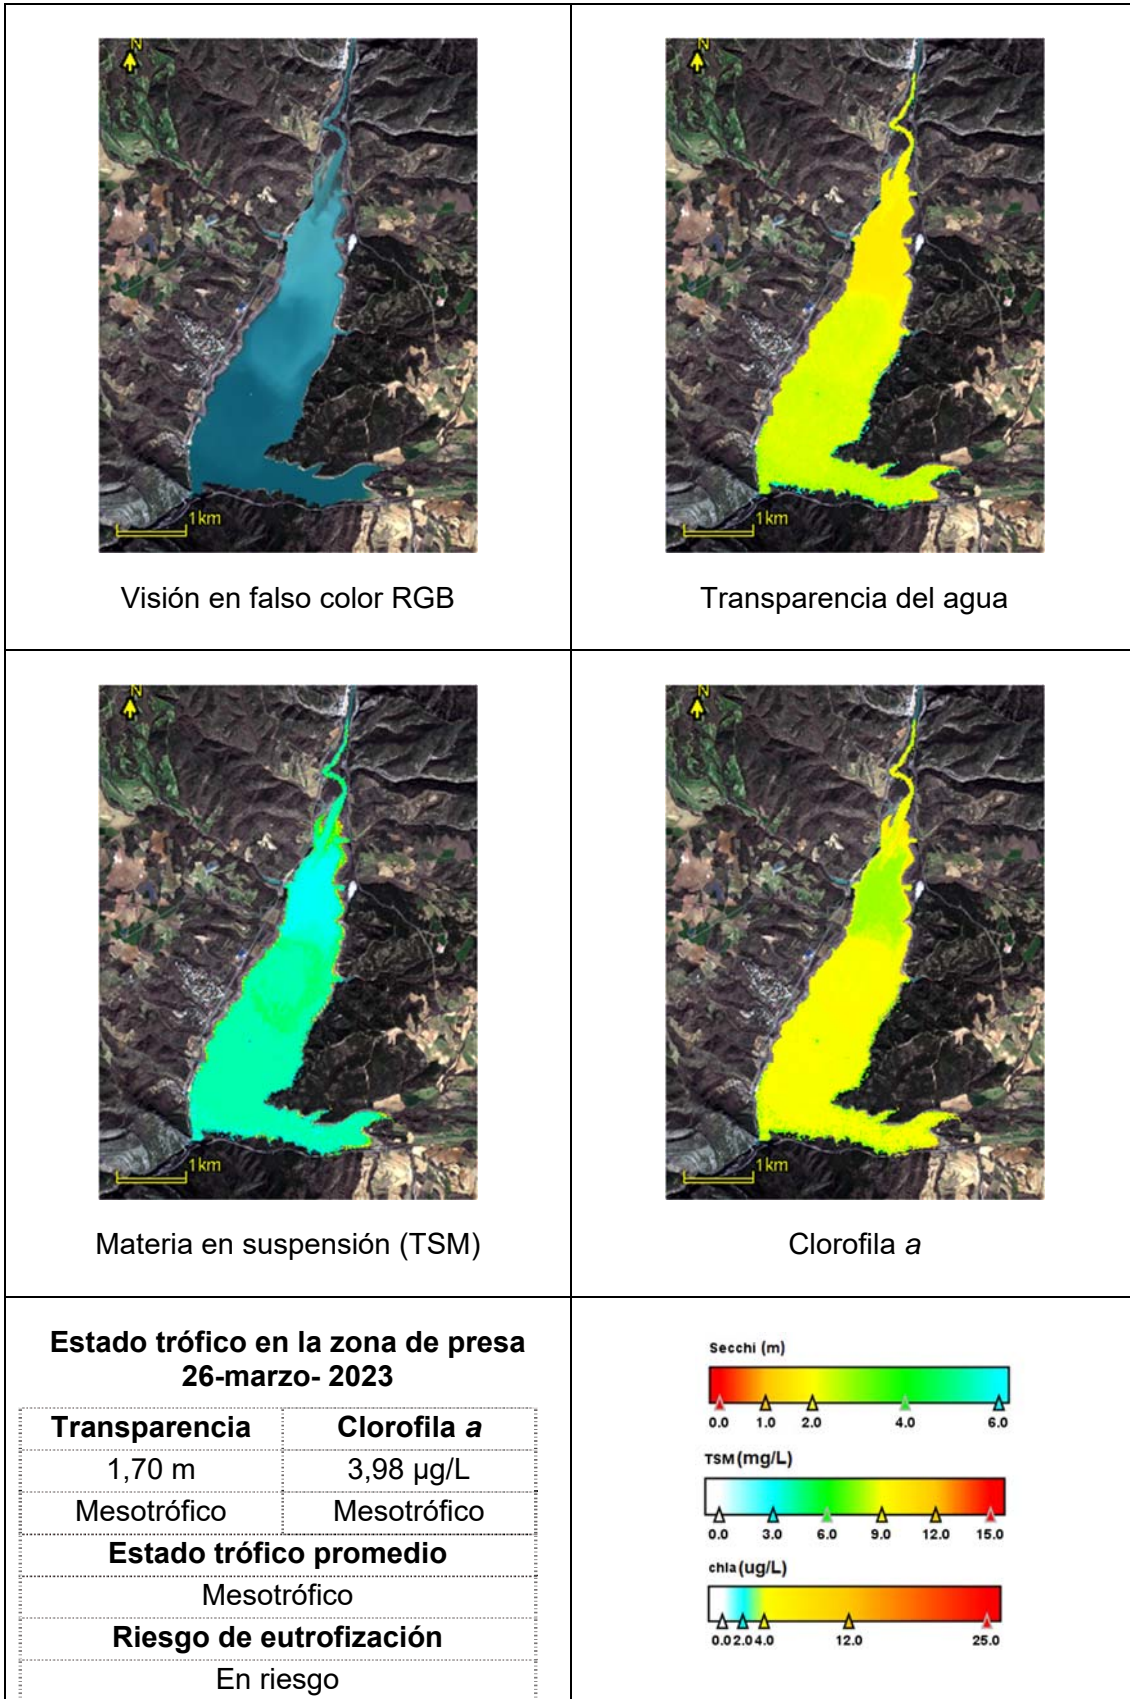 N
N
1km
1km
Visión en falso color RGB
Transparencia del agua
N
N
1km
1km
Materia en suspensión (TSM)
Clorofila a
Estado trófico en la zona de presa
26-marzo- 2023
Transparencia
Clorofila a
1,70 m
3,98 µg/L
Mesotrófico
Mesotrófico
Estado trófico promedio
Mesotrófico
Riesgo de eutrofización
En riesgo
Secchi (m)
0.0 1.0 2.0 4.0 6.0
TSM (mg/L)
0.0 3.0 6.0 9.0 12.0 15.0
chla (ug/L)
0.0 2.0 4.0 12.0 25.0